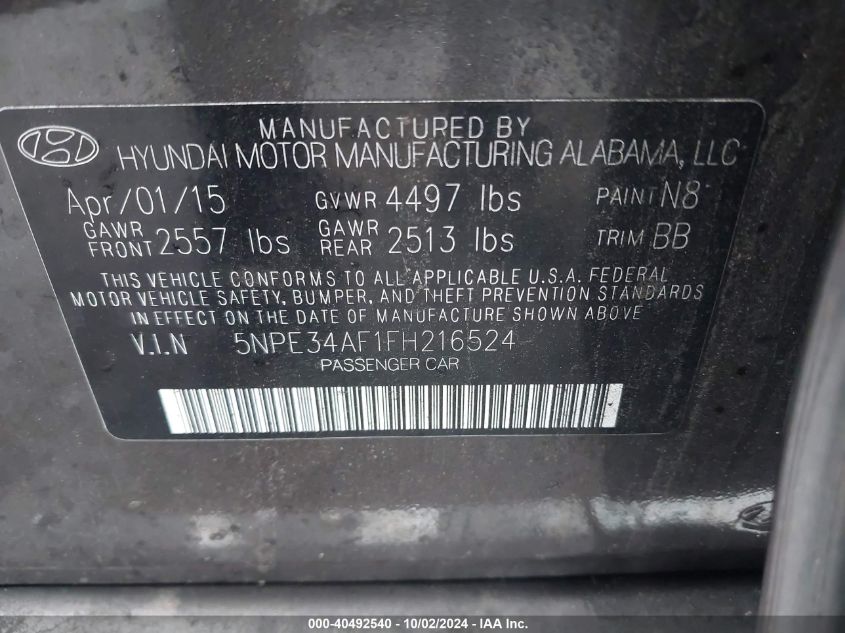 MANUFACTURED BY
HYUNDAI MOTOR MANUFACTURING ALABAMA, LLC
Apr/01/15 GVWR 4497 lbs PAINT N8
GAWR FRONT 2557 lbs GAWR REAR 2513 lbs TRIM BB
THIS VEHICLE CONFORMS TO ALL APPLICABLE U.S.A. FEDERAL
MOTOR VEHICLE SAFETY, BUMPER, AND THEFT PREVENTION STANDARDS
IN EFFECT ON THE DATE OF MANUFACTURE SHOWN ABOVE
V.I.N 5NPE34AF1FH216524
PASSENGER CAR
000-40492540 - 10/02/2024 - © IAA Inc.